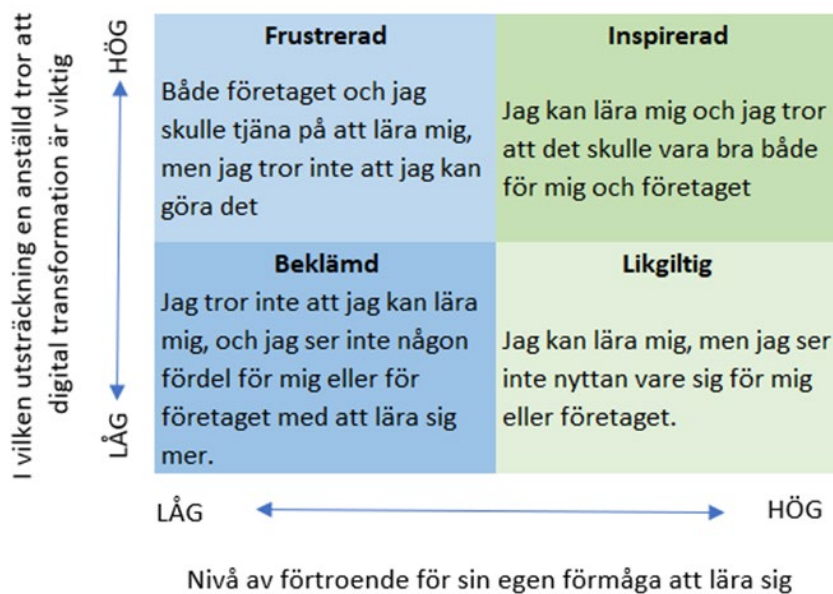 I vilken utsträckning en anställd tror att
digital transformation är viktig
HÖG
LÅG
Frustrerad
Både företaget och jag
skulle tjäna på att lära mig,
men jag tror inte att jag kan
göra det
Inspirerad
Jag kan lära mig och jag tror
att det skulle vara bra både
för mig och företaget
Beklämd
Jag tror inte att jag kan lära
mig, och jag ser inte någon
fördel för mig eller för
företaget med att lära sig
mer.
Likgiltig
Jag kan lära mig, men jag ser
inte nyttan vare sig för mig
eller företaget.
LÅG
HÖG
Nivå av förtroende för sin egen förmåga att lära sig